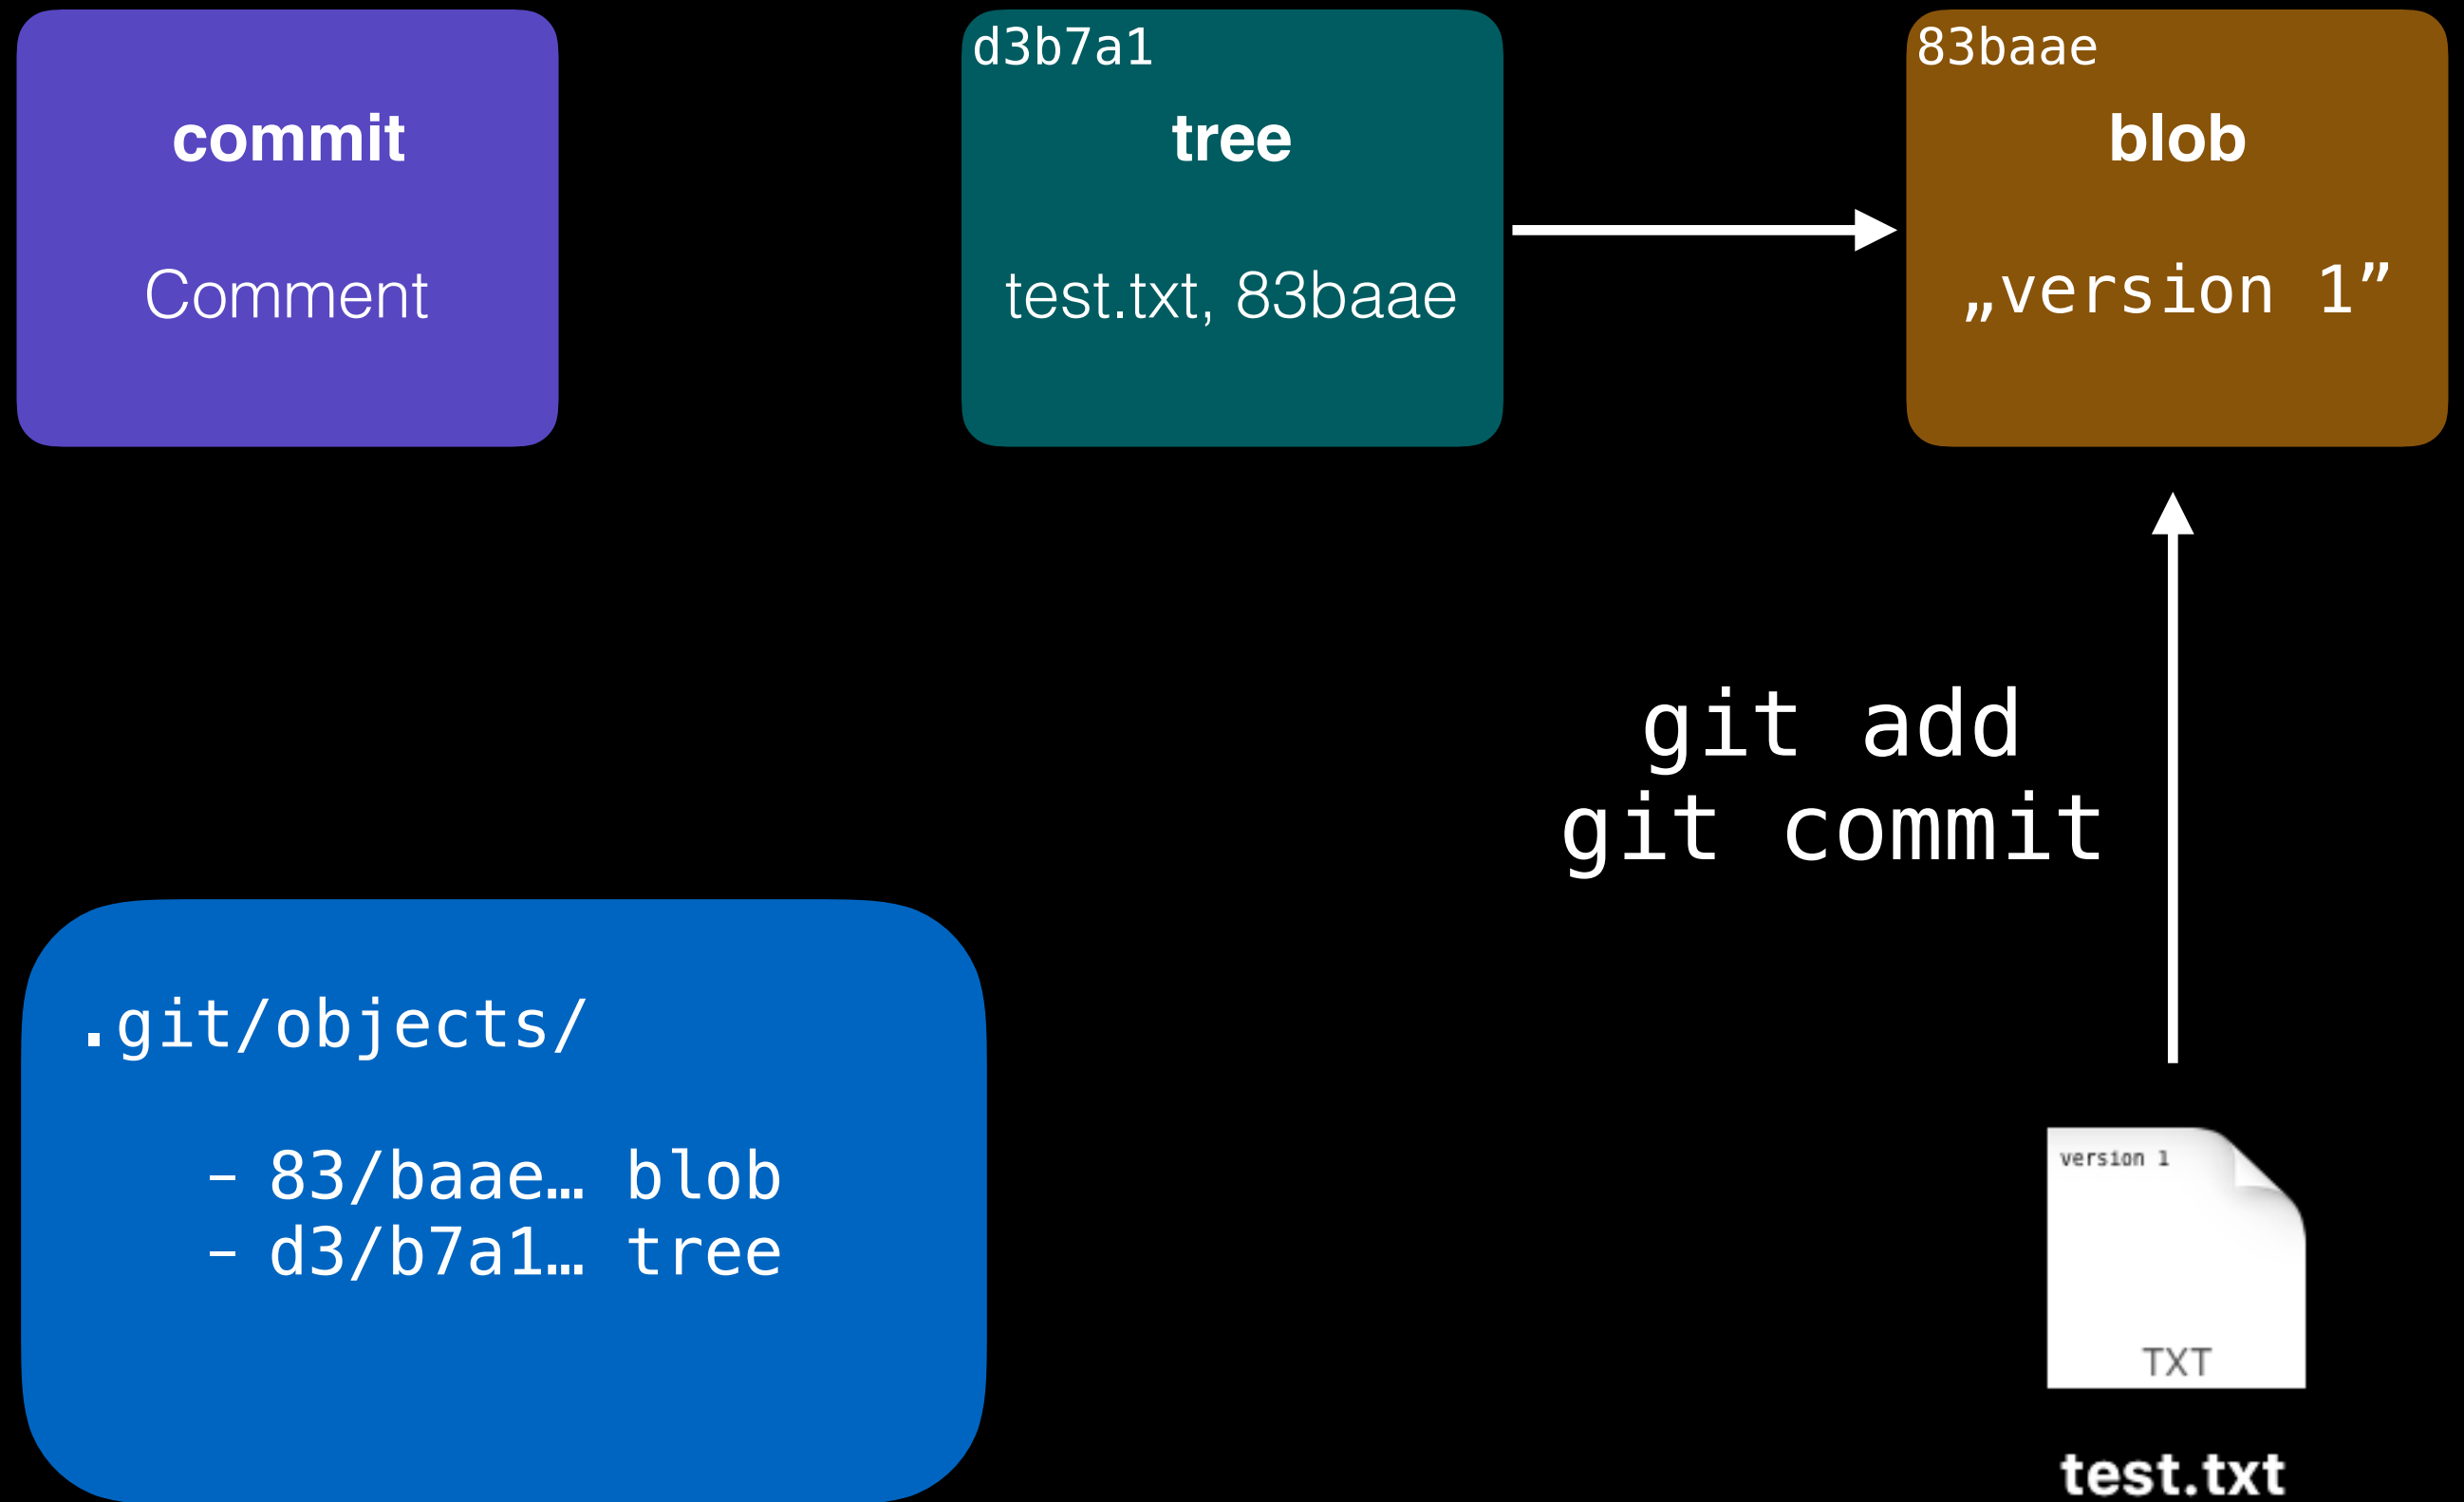 commit
Comment
d3b7a1
tree
test.txt, 83baae
83baae
blob
„version 1”
git add
git commit
.git/objects/
- 83/baae… blob
- d3/b7a1… tree
version 1
TXT
test.txt